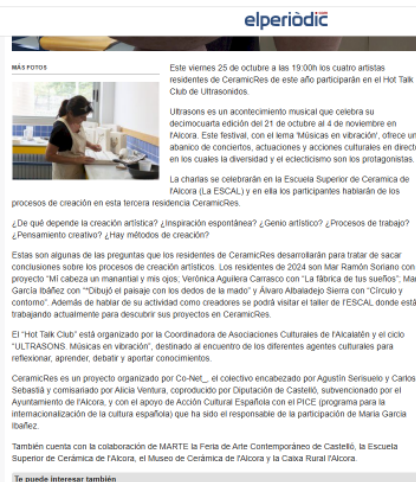 elperiòdic
MÁS FOTOS
Este viernes 25 de octubre a las 19:00h los cuatro artistas
residentes de CeramicRes de este año participarán en el Hot Talk
Club de Ultrasonidos.
Ultrasons es un acontecimiento musical que celebra su
decimocuarta edición del 21 de octubre al 4 de noviembre en
l'Alcora. Este festival, con el lema 'Músicas en vibración', ofrece un
abanico de conciertos, actuaciones y acciones culturales en directo
en los cuales la diversidad y el eclecticismo son los protagonistas.
La charlas se celebrarán en la Escuela Superior de Ceramica de
l'Alcora (La ESCAL) y en ella los participantes hablarán de los
procesos de creación en esta tercera residencia CeramicRes.
¿De qué depende la creación artística? ¿Inspiración espontánea? ¿Genio artístico? ¿Procesos de trabajo?
¿Pensamiento creativo? ¿Hay métodos de creación?
Estas son algunas de las preguntas que los residentes de CeramicRes desarrollarán para tratar de sacar
conclusiones sobre los procesos de creación artísticos. Los residentes de 2024 son Mar Ramón Soriano con el
proyecto "Mi cabeza un manantial y mis ojos; Verónica Aguilera Carrasco con "La fábrica de tus sueños"; Mar
García Ibáñez con ""Dibujó el paisaje con los dedos de la mado" y Álvaro Albaladejo Sierra con "Círculo y
contorno". Además de hablar de su actividad como creadores se podrá visitar el taller de l'ESCAL donde está
trabajando actualmente para descubrir sus proyectos en CeramicRes.
El "Hot Talk Club" está organizado por la Coordinadora de Asociaciones Culturales de l'Alcalatén y el ciclo
"ULTRASONS. Músicas en vibración", destinado al encuentro de los diferentes agentes culturales para
reflexionar, aprender, debatir y aportar conocimientos.
CeramicRes es un proyecto organizado por Co-Net_, el colectivo encabezado por Agustín Serisuelo y Carlos
Sebastiá y comisariado por Alicia Ventura, coproducido por Diputación de Castelló, subvencionado por el
Ayuntamiento de l'Alcora, y con el apoyo de Acción Cultural Española con el PICE (programa para la
internacionalización de la cultura española) que ha sido el responsable de la participación de Maria Garcia
Ibañez.
También cuenta con la colaboración de MARTE la Feria de Arte Contemporáneo de Castelló, la Escuela
Superior de Cerámica de l'Alcora, el Museo de Cerámica de l'Alcora y la Caixa Rural l'Alcora.
Te puede interesar también